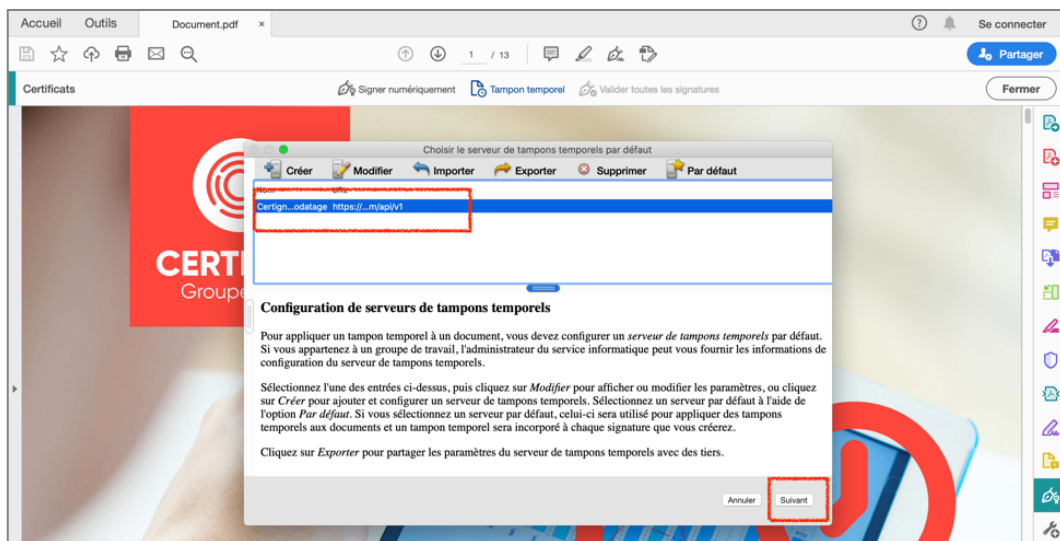 Accueil Outils Document.pdf × ? Se connecter
1 / 13 Partager
Certificats Signer numériquement Tampon temporel Valider toutes les signatures Fermer
Choisir le serveur de tampons temporels par défaut
Créer Modifier Importer Exporter Supprimer Par défaut
Nom URL
Certign...odatage https://...m/api/v1
CERTI
Groupe
Configuration de serveurs de tampons temporels
Pour appliquer un tampon temporel à un document, vous devez configurer un serveur de tampons temporels par défaut.
Si vous appartenez à un groupe de travail, l'administrateur du service informatique peut vous fournir les informations de
configuration du serveur de tampons temporels.
Sélectionnez l'une des entrées ci-dessus, puis cliquez sur Modifier pour afficher ou modifier les paramètres, ou cliquez
sur Créer pour ajouter et configurer un serveur de tampons temporels. Sélectionnez un serveur par défaut à l'aide de
l'option Par défaut. Si vous sélectionnez un serveur par défaut, celui-ci sera utilisé pour appliquer des tampons
temporels aux documents et un tampon temporel sera incorporé à chaque signature que vous créerez.
Cliquez sur Exporter pour partager les paramètres du serveur de tampons temporels avec des tiers.
Annuler Suivant